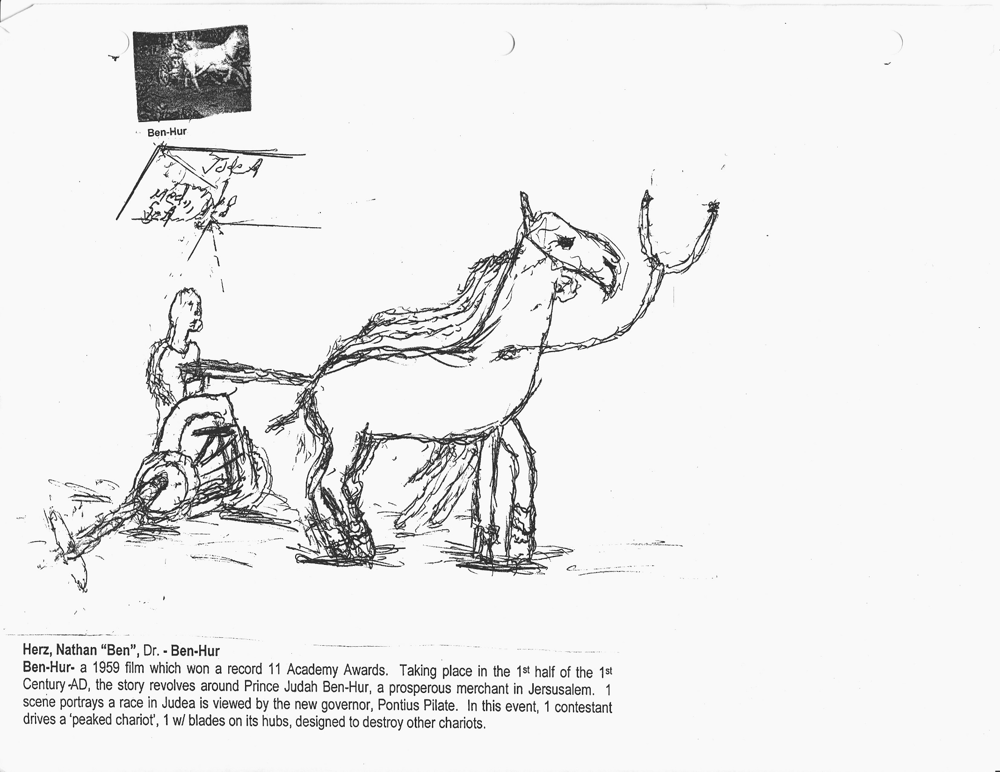 Ben-Hur
JudeA
Med
Herz, Nathan “Ben”, Dr. - Ben-Hur
Ben-Hur- a 1959 film which won a record 11 Academy Awards. Taking place in the 1st half of the 1st
Century-AD, the story revolves around Prince Judah Ben-Hur, a prosperous merchant in Jersusalem. 1
scene portrays a race in Judea is viewed by the new governor, Pontius Pilate. In this event, 1 contestant
drives a ‘peaked chariot’, 1 w/ blades on its hubs, designed to destroy other chariots.